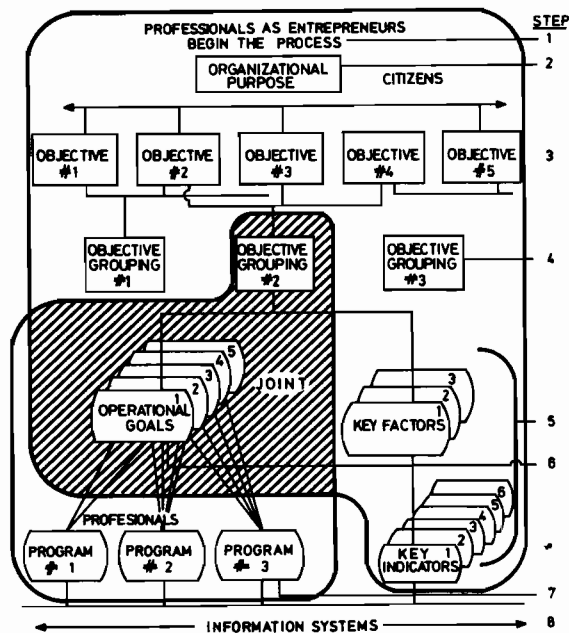 STEP
PROFESSIONALS AS ENTREPRENEURS
BEGIN THE PROCESS
1
ORGANIZATIONAL
PURPOSE
2
CITIZENS
OBJECTIVE
#1
OBJECTIVE
#2
OBJECTIVE
#3
OBJECTIVE
#4
OBJECTIVE
#5
3
OBJECTIVE
GROUPING
#1
OBJECTIVE
GROUPING
#2
OBJECTIVE
GROUPING
#3
4
5
4
3
2
1
OPERATIONAL
GOALS
JOINT
3
2
1
KEY FACTORS
5
6
PROFESIONALS
PROGRAM
# 1
PROGRAM
# 2
PROGRAM
# 3
6
5
4
3
2
1
KEY
INDICATORS
7
INFORMATION SYSTEMS
8